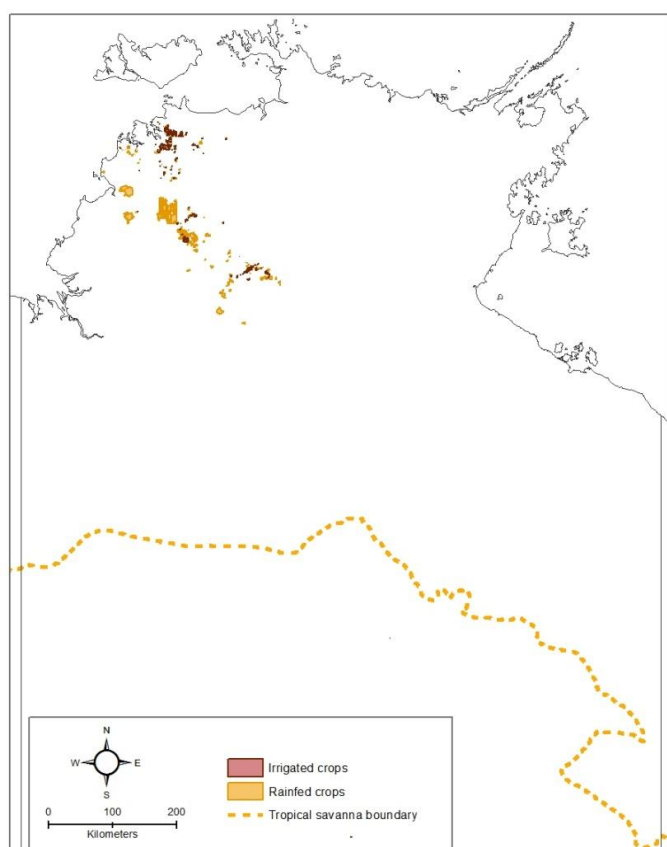 N
W E
S
0 100 200
Kilometers
Irrigated crops
Rainfed crops
Tropical savanna boundary